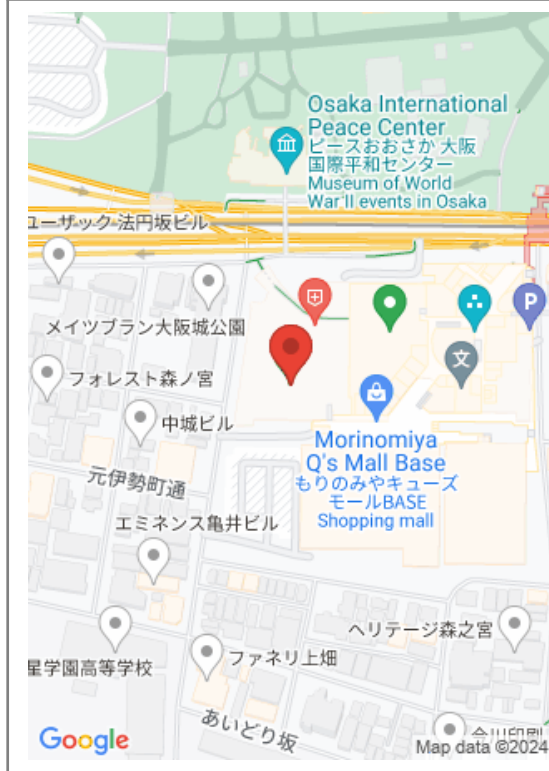 Osaka International
Peace Center
ピースおおさか 大阪
国際平和センター
Museum of World
War II events in Osaka
ユーザック 法円坂ビル
メイツブラン大阪城公園
P
文
フォレスト森ノ宮
中城ビル
Morinomiya
Q's Mall Base
もりのみやキューズ
モールBASE
Shopping mall
元伊勢町通
エミネンス亀井ビル
ヘリテージ森之宮
星学園高等学校
ファネリ上畑
あいどり坂
今川印刷
Google
Map data ©2024